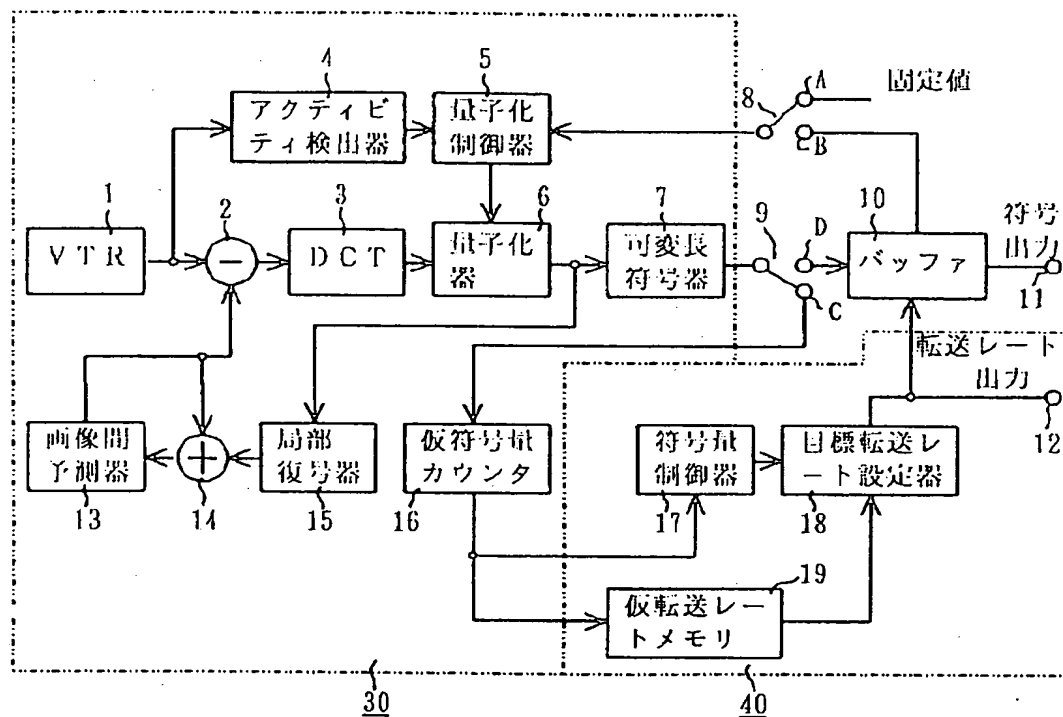 4
5
8
A
固定値
アクティビ
ティ検出器
量子化
制御器
B
1
2
3
6
7
9
D
10
符号
出力
VTR
DCT
量子化
器
可変長
符号器
バッファ
11
C
転送レート
出力
12
画像間
予測器
局部
復号器
仮符号量
カウンタ
符号量
制御器
目標転送レ
ート設定器
13
14
15
16
17
18
19
仮転送レー
トメモリ
30
40